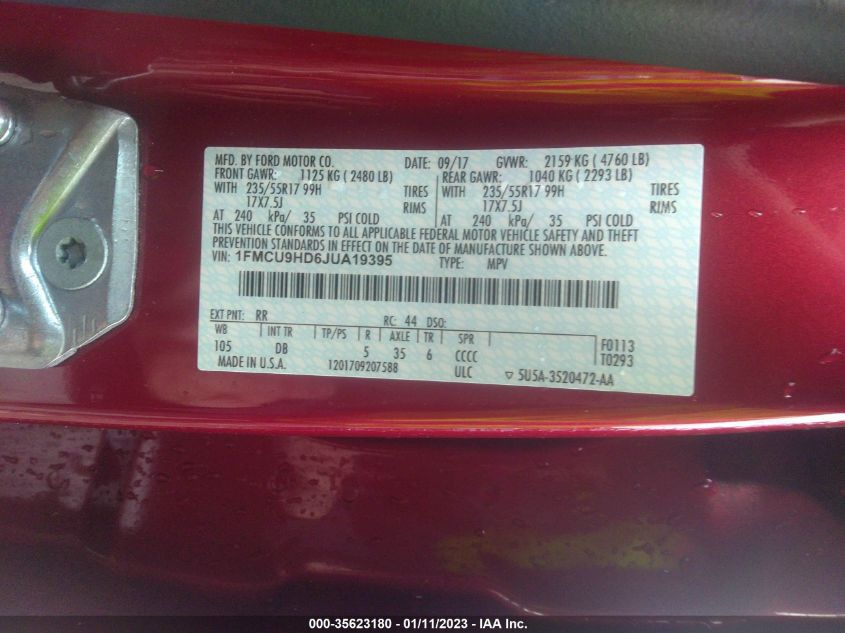 MFD. BY FORD MOTOR CO. DATE: 09/17 GVWR: 2159 KG ( 4760 LB)
FRONT GAWR: 1125 KG ( 2480 LB) REAR GAWR: 1040 KG ( 2293 LB)
WITH 235/55R17 99H TIRES WITH 235/55R17 99H TIRES
17X7.5J RIMS 17X7.5J RIMS
AT 240 kPa/ 35 PSI COLD AT 240 kPa/ 35 PSI COLD
THIS VEHICLE CONFORMS TO ALL APPLICABLE FEDERAL MOTOR VEHICLE SAFETY AND THEFT
PREVENTION STANDARDS IN EFFECT ON THE DATE OF MANUFACTURE SHOWN ABOVE.
VIN: 1FMCU9HD6JUA19395 TYPE: MPV
EXT PNT: RR RC: 44 DSO: F0113
WB INT TR TP/PS R AXLE TR SPR T0293
105 DB 5 35 6 CCCC
MADE IN U.S.A. 1201709207588 ULC ▽ 5U5A-3520472-AA
000-35623180 - 01/11/2023 - IAA Inc.